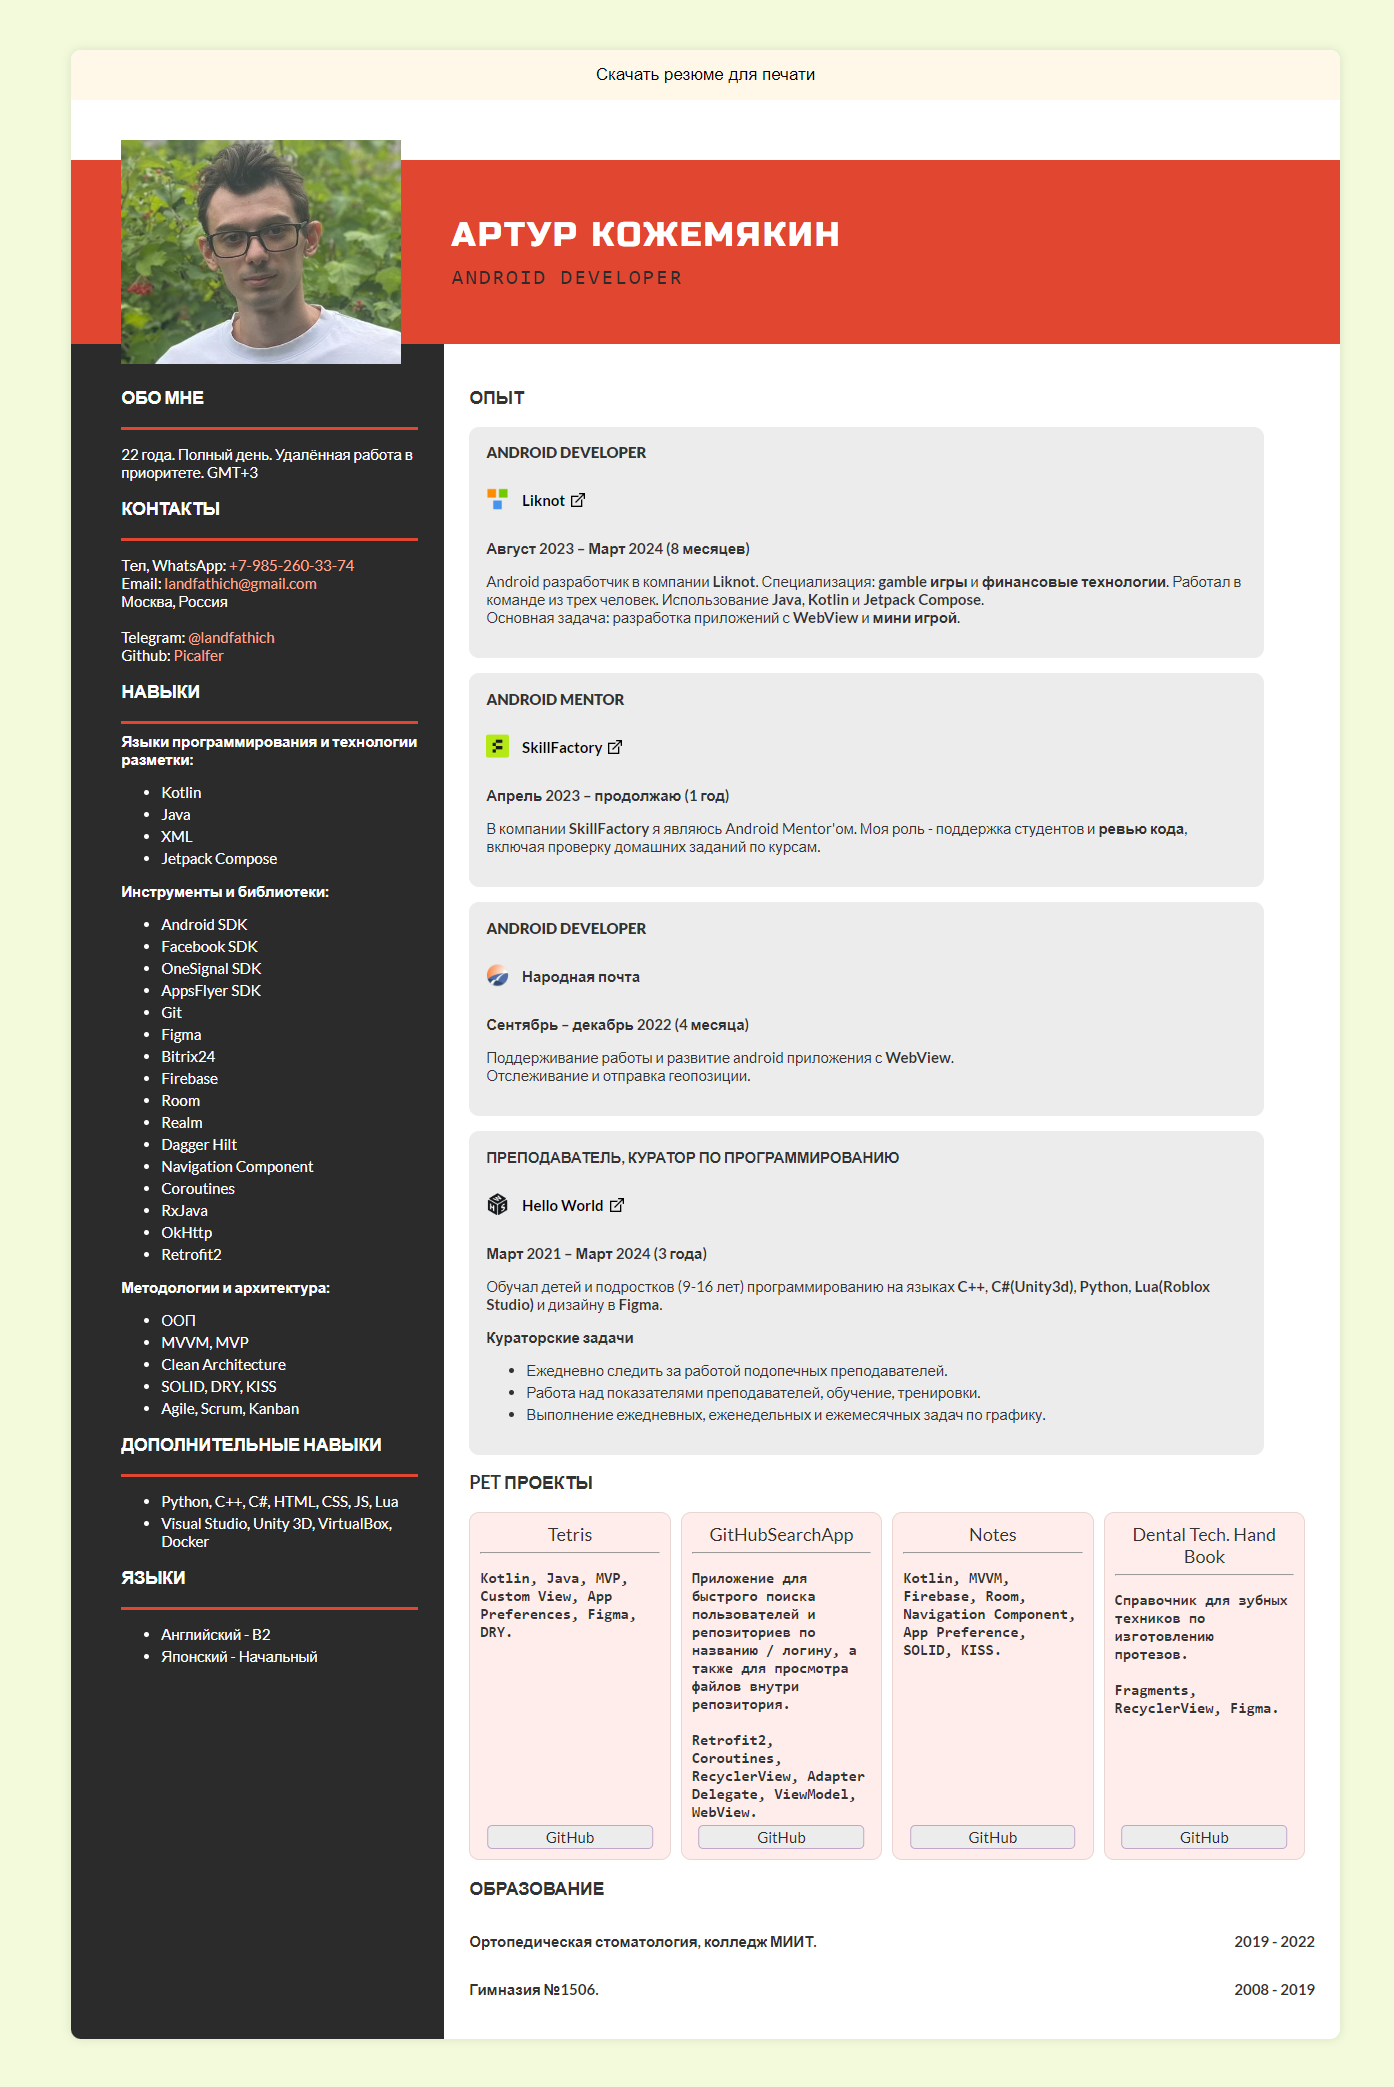 Скачать резюме для печати
АРТУР КОЖЕМЯКИН
ANDROID DEVELOPER
ОБО МНЕ
22 года. Полный день. Удалённая работа в
приоритете. GMT+3
КОНТАКТЫ
Тел, WhatsApp: +7-985-260-33-74
Email: landfathich@gmail.com
Москва, Россия
Telegram: @landfathich
Github: Picalfer
НАВЫКИ
Языки программирования и технологии
разметки:
• Kotlin
• Java
• XML
• Jetpack Compose
Инструменты и библиотеки:
• Android SDK
• Facebook SDK
• OneSignal SDK
• AppsFlyer SDK
• Git
• Figma
• Bitrix24
• Firebase
• Room
• Realm
• Dagger Hilt
• Navigation Component
• Coroutines
• RxJava
• OkHttp
• Retrofit2
Методологии и архитектура:
• ООП
• MVVM, MVP
• Clean Architecture
• SOLID, DRY, KISS
• Agile, Scrum, Kanban
ДОПОЛНИТЕЛЬНЫЕ НАВЫКИ
• Python, C++, C#, HTML, CSS, JS, Lua
• Visual Studio, Unity 3D, VirtualBox,
Docker
ЯЗЫКИ
• Английский - B2
• Японский - Начальный
ОПЫТ
ANDROID DEVELOPER
Liknot
Август 2023 – Март 2024 (8 месяцев)
Android разработчик в компании Liknot. Специализация: gamble игры и финансовые технологии. Работал в
команде из трех человек. Использование Java, Kotlin и Jetpack Compose.
Основная задача: разработка приложений с WebView и мини игрой.
ANDROID MENTOR
SkillFactory
Апрель 2023 – продолжаю (1 год)
В компании SkillFactory я являюсь Android Mentor'ом. Моя роль - поддержка студентов и ревью кода,
включая проверку домашних заданий по курсам.
ANDROID DEVELOPER
Народная почта
Сентябрь – декабрь 2022 (4 месяца)
Поддерживание работы и развитие android приложения с WebView.
Отслеживание и отправка геопозиции.
ПРЕПОДАВАТЕЛЬ, КУРАТОР ПО ПРОГРАММИРОВАНИЮ
Hello World
Март 2021 – Март 2024 (3 года)
Обучал детей и подростков (9-16 лет) программированию на языках C++, C#(Unity3d), Python, Lua(Roblox
Studio) и дизайну в Figma.
Кураторские задачи
• Ежедневно следить за работой подопечных преподавателей.
• Работа над показателями преподавателей, обучение, тренировки.
• Выполнение ежедневных, еженедельных и ежемесячных задач по графику.
PET ПРОЕКТЫ
Tetris
Kotlin, Java, MVP,
Custom View, App
Preferences, Figma,
DRY.
GitHub
GitHubSearchApp
Приложение для
быстрого поиска
пользователей и
репозиториев по
названию / логину, а
также для просмотра
файлов внутри
репозитория.
Retrofit2,
Coroutines,
RecyclerView, Adapter
Delegate, ViewModel,
WebView.
GitHub
Notes
Kotlin, MVVM,
Firebase, Room,
Navigation Component,
App Preference,
SOLID, KISS.
GitHub
Dental Tech. Hand
Book
Справочник для зубных
техников по
изготовлению
протезов.
Fragments,
RecyclerView, Figma.
GitHub
ОБРАЗОВАНИЕ
Ортопедическая стоматология, колледж МИИТ. 2019 - 2022
Гимназия №1506. 2008 - 2019